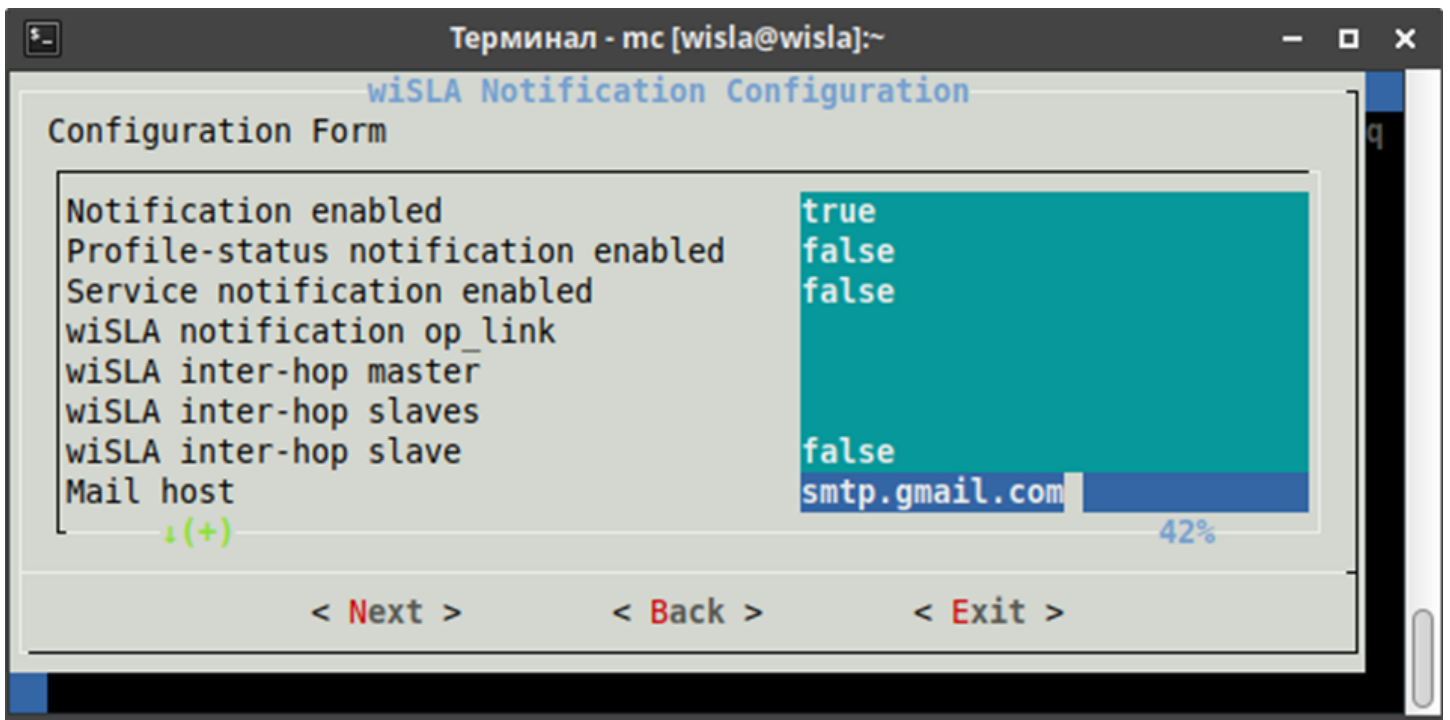 Терминал - mc [wisla@wisla]:~
wiSLA Notification Configuration
Configuration Form
q
Notification enabled true
Profile-status notification enabled false
Service notification enabled false
wiSLA notification op_link
wiSLA inter-hop master
wiSLA inter-hop slaves
wiSLA inter-hop slave false
Mail host smtp.gmail.com
↓(+) 42%
< Next > < Back > < Exit >